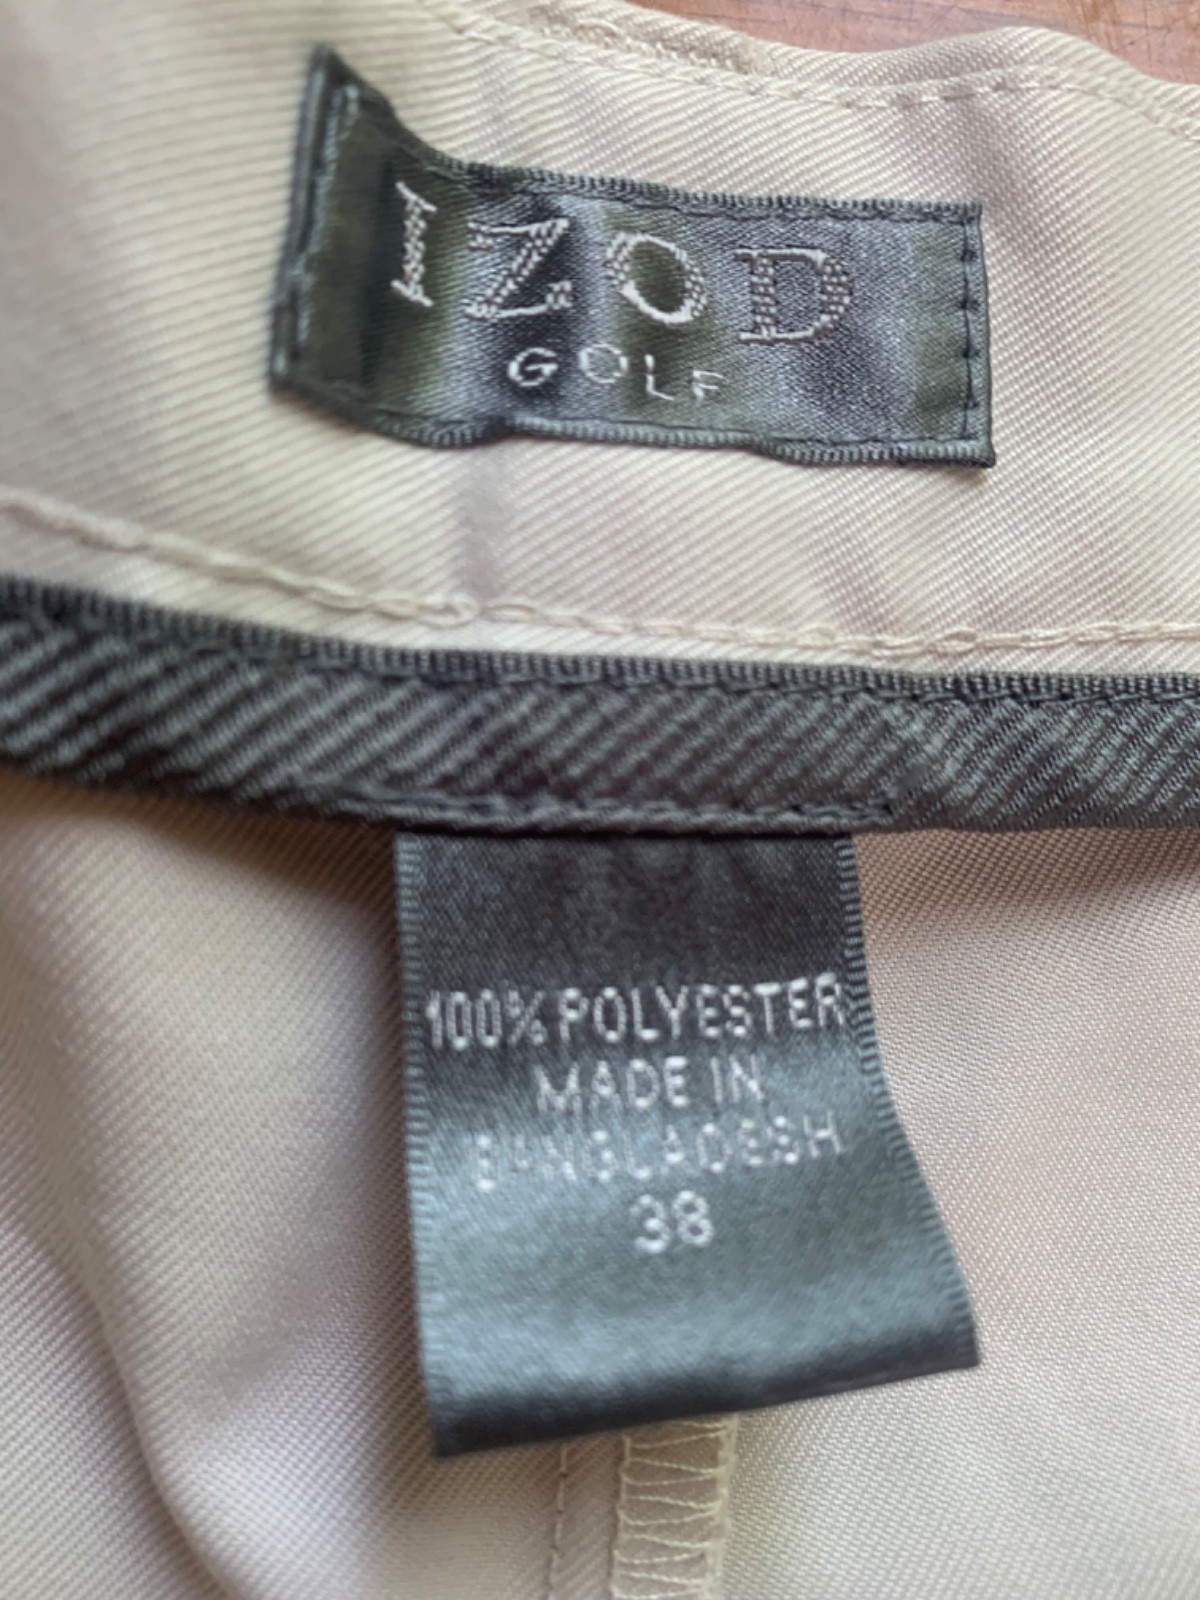 IZOD
GOLF
100% POLYESTER
MADE IN
BANGLADESH
38